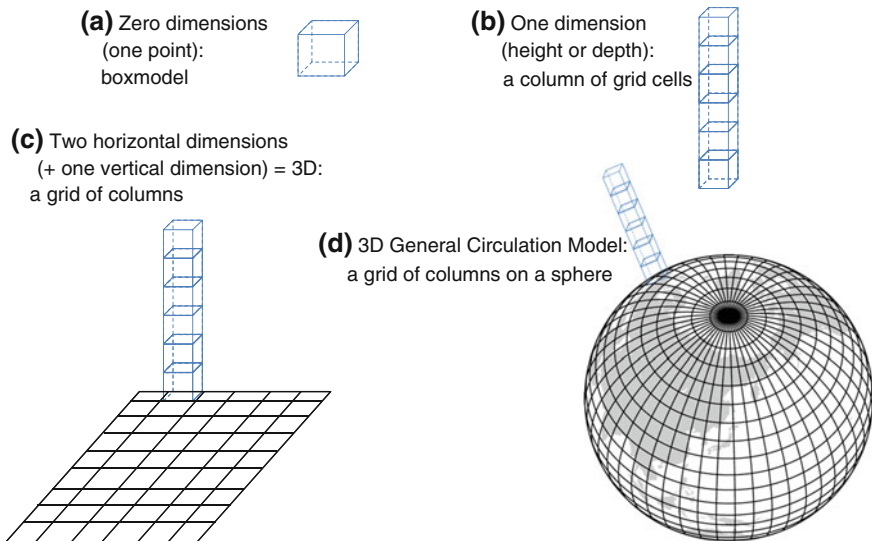 (a) Zero dimensions
(one point):
boxmodel
(b) One dimension
(height or depth):
a column of grid cells
(c) Two horizontal dimensions
(+ one vertical dimension) = 3D:
a grid of columns
(d) 3D General Circulation Model:
a grid of columns on a sphere